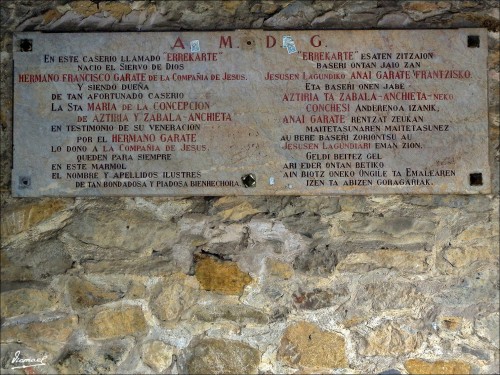 A. M. D. G.
EN ESTE CASERIO LLAMADO "ERREKARTE"
NACIO EL SIERVO DE DIOS
HERMANO FRANCISCO GARATE DE LA COMPAÑIA DE JESUS.
Y SIENDO DUEÑA
DE TAN AFORTUNADO CASERIO
LA STA MARIA DE LA CONCEPCION
DE AZTIRIA Y ZABALA-ANCHIETA
EN TESTIMONIO DE SU VENERACION
POR EL HERMANO GARATE
LO DONO A LA COMPAÑIA DE JESUS
QUEDEN PARA SIEMPRE
EN ESTE MARMOL
EL NOMBRE Y APELLIDOS ILUSTRES
DE TAN BONDADOSA Y PIADOSA BIENHECHORA.
"ERREKARTE" ESATEN ZITZAION
BASERI ONTAN JAIO ZAN
JESUSEN LAGUNDIKO ANAI GARATE'FRANTZISKO.
ETA BASERI ONEN JABE
AZTIRIA TA ZABALA-ANCHIETA-NEKO
CONCHESI ANDERENOA IZANIK,
ANAI GARATE RENTZAT ZEUKAN
MAITETASUNAREN MAITETASUNEZ
AU BERE BASERI ZORIONTSU AU
JESUSEN LAGUNDIARI EMAN ZION.
GELDI BEITEZ GEL
ARI EDER ONTAN BETIKO
AIN BIOTZ ONEKO ONGILE TA EMALEAREN
IZEN TA ABIZEN GORAGARIAK.